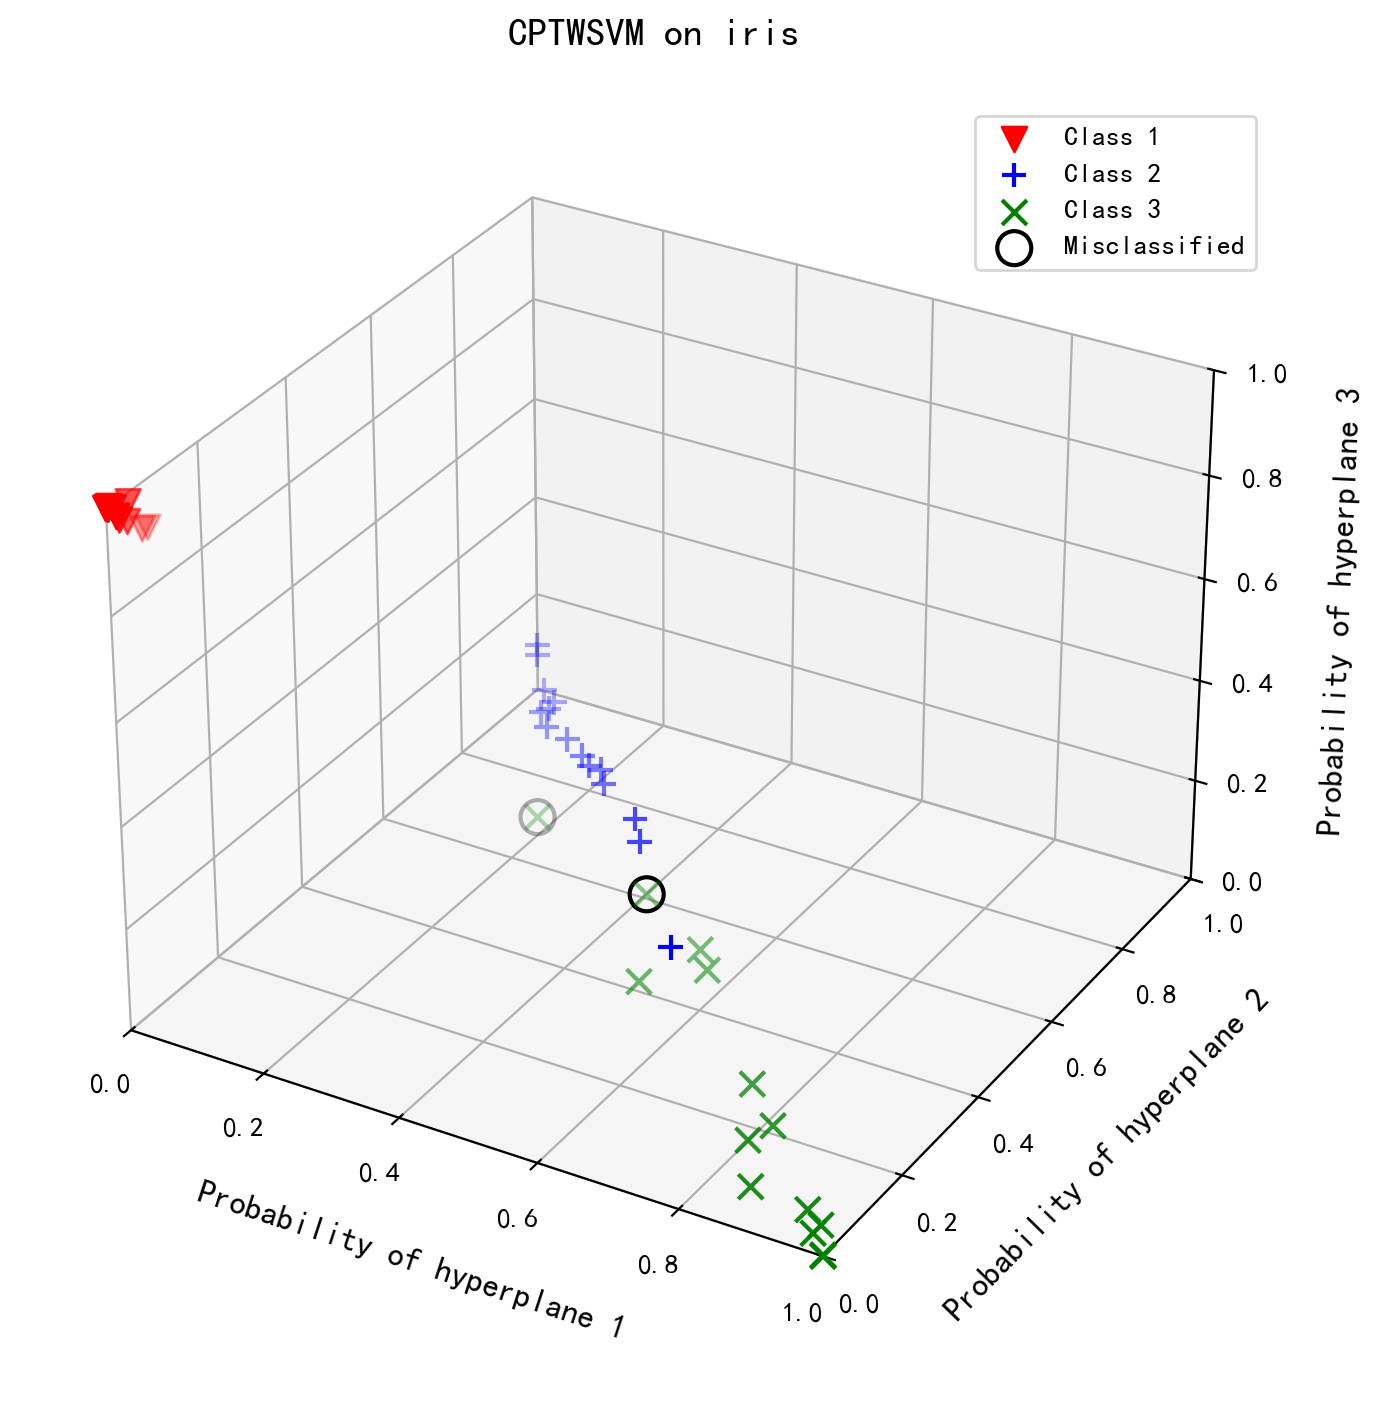 CPTWSVM on iris
Class 1
Class 2
Class 3
Misclassified
1.0
0.8
0.6
0.4
0.2
0.0
Probability of hyperplane 3
1.0
0.8
0.6
0.4
0.2
0.0
Probability of hyperplane 2
0.0
0.2
0.4
0.6
0.8
1.0
Probability of hyperplane 1